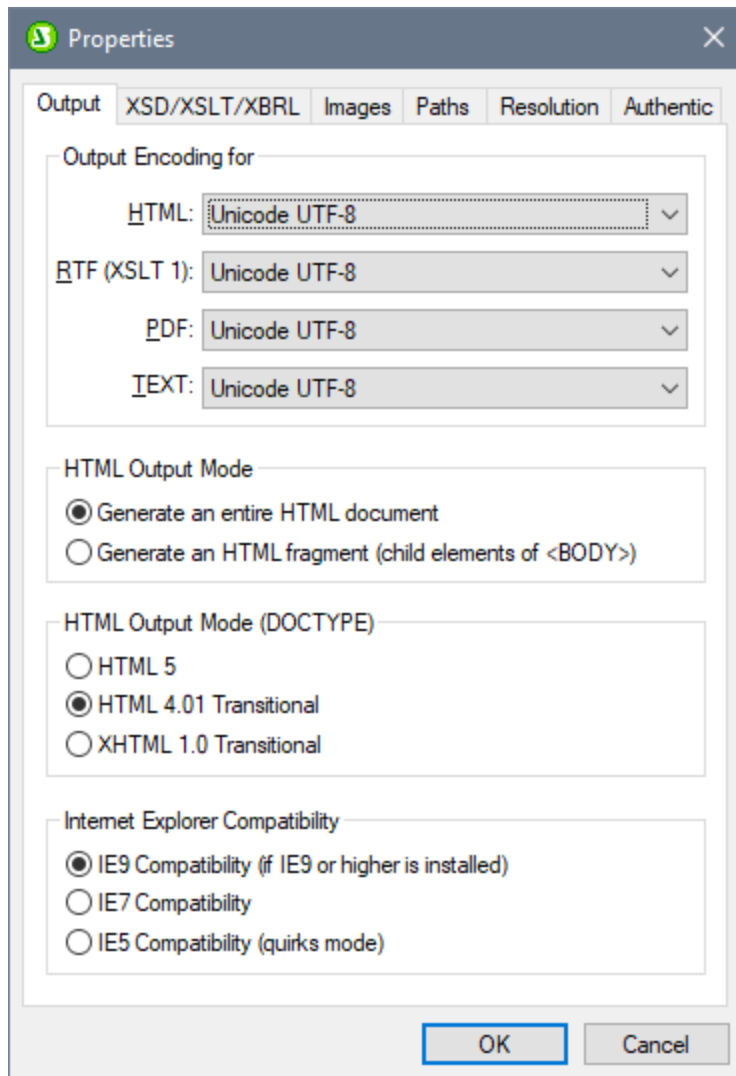 Properties
Output XSD/XSLT/XBRL Images Paths Resolution Authentic
Output Encoding for
HTML: Unicode UTF-8
RTF (XSLT 1): Unicode UTF-8
PDF: Unicode UTF-8
TEXT: Unicode UTF-8
HTML Output Mode
Generate an entire HTML document
Generate an HTML fragment (child elements of <BODY>)
HTML Output Mode (DOCTYPE)
HTML 5
HTML 4.01 Transitional
XHTML 1.0 Transitional
Internet Explorer Compatibility
IE9 Compatibility (if IE9 or higher is installed)
IE7 Compatibility
IE5 Compatibility (quirks mode)
OK Cancel